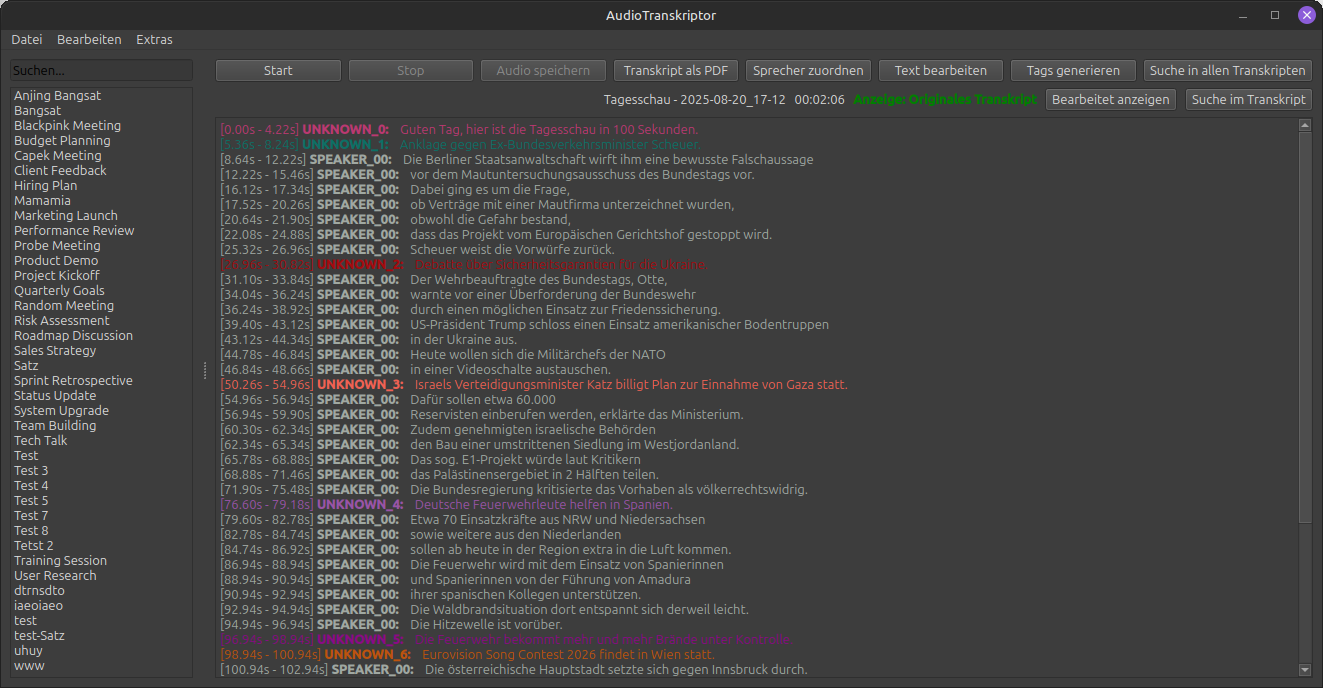 AudioTranskriptor
Datei Bearbeiten Extras
Suchen...
Start Stop Audio speichern Transkript als PDF Sprecher zuordnen Text bearbeiten Tags generieren Suche in allen Transkripten
Tagesschau - 2025-08-20_17-12 00:02:06 Anzeige: Originales Transkript Bearbeitet anzeigen Suche im Transkript
Anjing Bangsat
Bangsat
Blackpink Meeting
Budget Planning
Capek Meeting
Client Feedback
Hiring Plan
Mamamia
Marketing Launch
Performance Review
Probe Meeting
Product Demo
Project Kickoff
Quarterly Goals
Random Meeting
Risk Assessment
Roadmap Discussion
Sales Strategy
Satz
Sprint Retrospective
Status Update
System Upgrade
Team Building
Tech Talk
Test
Test 3
Test 4
Test 5
Test 7
Test 8
Tetst 2
Training Session
User Research
dtrnsdto
iaeoiaeo
test
test-Satz
uhuy
www
[0.00s - 4.22s] UNKNOWN_0: Guten Tag, hier ist die Tagesschau in 100 Sekunden.
[5.36s - 8.24s] UNKNOWN_1: Anklage gegen Ex-Bundesverkehrsminister Scheuer.
[8.64s - 12.22s] SPEAKER_00: Die Berliner Staatsanwaltschaft wirft ihm eine bewusste Falschaussage
[12.22s - 15.46s] SPEAKER_00: vor dem Mautuntersuchungsausschuss des Bundestags vor.
[16.12s - 17.34s] SPEAKER_00: Dabei ging es um die Frage,
[17.52s - 20.26s] SPEAKER_00: ob Verträge mit einer Mautfirma unterzeichnet wurden,
[20.64s - 21.90s] SPEAKER_00: obwohl die Gefahr bestand,
[22.08s - 24.88s] SPEAKER_00: dass das Projekt vom Europäischen Gerichtshof gestoppt wird.
[25.32s - 26.96s] SPEAKER_00: Scheuer weist die Vorwürfe zurück.
UNKNOWN_2: Debatte über Sicherheitsgarantien für die Ukraine.
[31.10s - 33.84s] SPEAKER_00: Der Wehrbeauftragte des Bundestags, Otte,
[34.04s - 36.24s] SPEAKER_00: warnte vor einer Überforderung der Bundeswehr
[36.24s - 38.92s] SPEAKER_00: durch einen möglichen Einsatz zur Friedenssicherung.
[39.40s - 43.12s] SPEAKER_00: US-Präsident Trump schloss einen Einsatz amerikanischer Bodentruppen
[43.12s - 44.34s] SPEAKER_00: in der Ukraine aus.
[44.78s - 46.84s] SPEAKER_00: Heute wollen sich die Militärchefs der NATO
[46.84s - 48.66s] SPEAKER_00: in einer Videoschalte austauschen.
[50.26s - 54.96s] UNKNOWN_3: Israels Verteidigungsminister Katz billigt Plan zur Einnahme von Gaza statt.
[54.96s - 56.94s] SPEAKER_00: Dafür sollen etwa 60.000
[56.94s - 59.90s] SPEAKER_00: Reservisten einberufen werden, erklärte das Ministerium.
[60.30s - 62.34s] SPEAKER_00: Zudem genehmigten israelische Behörden
[62.34s - 65.34s] SPEAKER_00: den Bau einer umstrittenen Siedlung im Westjordanland.
[65.78s - 68.88s] SPEAKER_00: Das sog. E1-Projekt würde laut Kritikern
[68.88s - 71.46s] SPEAKER_00: das Palästinensergebiet in 2 Hälften teilen.
[71.90s - 75.48s] SPEAKER_00: Die Bundesregierung kritisierte das Vorhaben als völkerrechtswidrig.
[76.60s - 79.18s] UNKNOWN_4: Deutsche Feuerwehrleute helfen in Spanien.
[79.60s - 82.78s] SPEAKER_00: Etwa 70 Einsatzkräfte aus NRW und Niedersachsen
[82.78s - 84.74s] SPEAKER_00: sowie weitere aus den Niederlanden
[84.74s - 86.92s] SPEAKER_00: sollen ab heute in der Region extra in die Luft kommen.
[86.94s - 88.94s] SPEAKER_00: Die Feuerwehr wird mit dem Einsatz von Spanierinnen
[88.94s - 90.94s] SPEAKER_00: und Spanierinnen von der Führung von Amadura
[90.94s - 92.94s] SPEAKER_00: ihrer spanischen Kollegen unterstützen.
[92.94s - 94.94s] SPEAKER_00: Die Waldbrandsituation dort entspannt sich derweil leicht.
[94.94s - 96.94s] SPEAKER_00: Die Hitzewelle ist vorüber.
[96.94s - 98.94s] UNKNOWN_5:
[98.94s - 100.94s] UNKNOWN_6: Eurovision Song Contest 2026 findet in Wien statt.
[100.94s - 102.94s] SPEAKER_00: Die österreichische Hauptstadt setzte sich gegen Innsbruck durch.